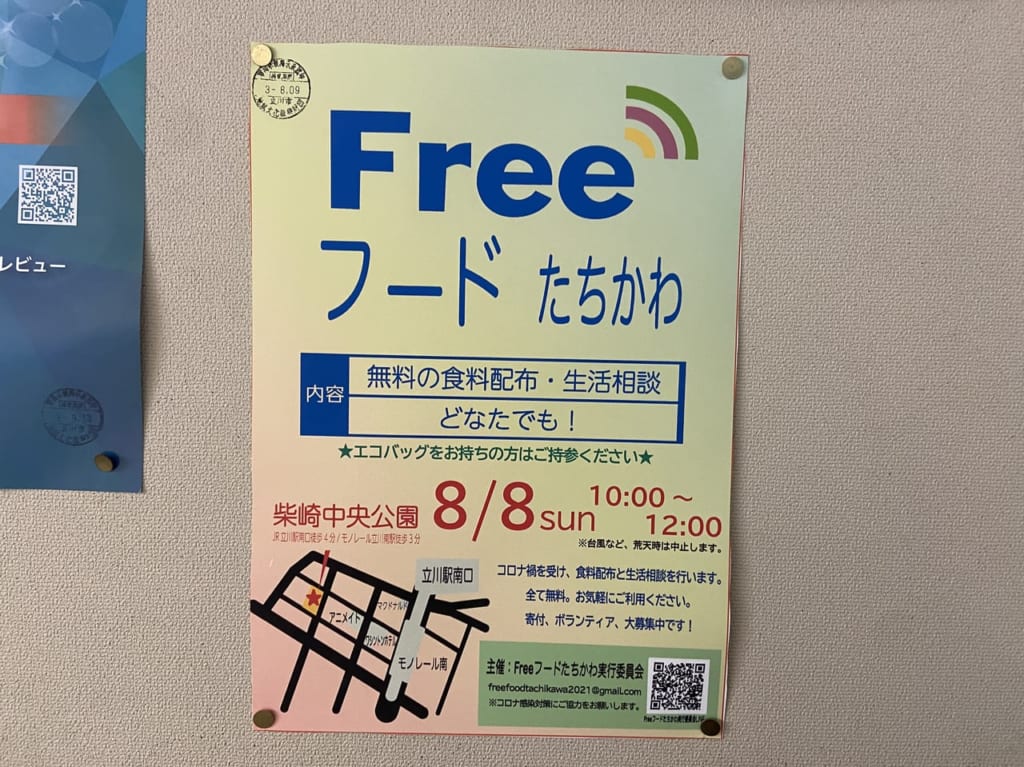 レビュー
3-8.09
立川市
Free
フード たちかわ
内容
無料の食料配布・生活相談
どなたでも！
★エコバッグをお持ちの方はご持参ください★
柴崎中央公園 8/8sun 10:00～12:00
JR立川駅南口徒歩4分/モノレール立川南駅徒歩3分
※台風など、荒天時は中止します。
立川駅南口
マクドナルド
アニメイト
ワシントンホテル
モノレール南
コロナ禍を受け、食料配布と生活相談を行います。
全て無料。お気軽にご利用ください。
寄付、ボランティア、大募集中です！
主催：Freeフードたちかわ実行委員会
freefoodtachikawa2021@gmail.com
※コロナ感染対策にご協力をお願いします。